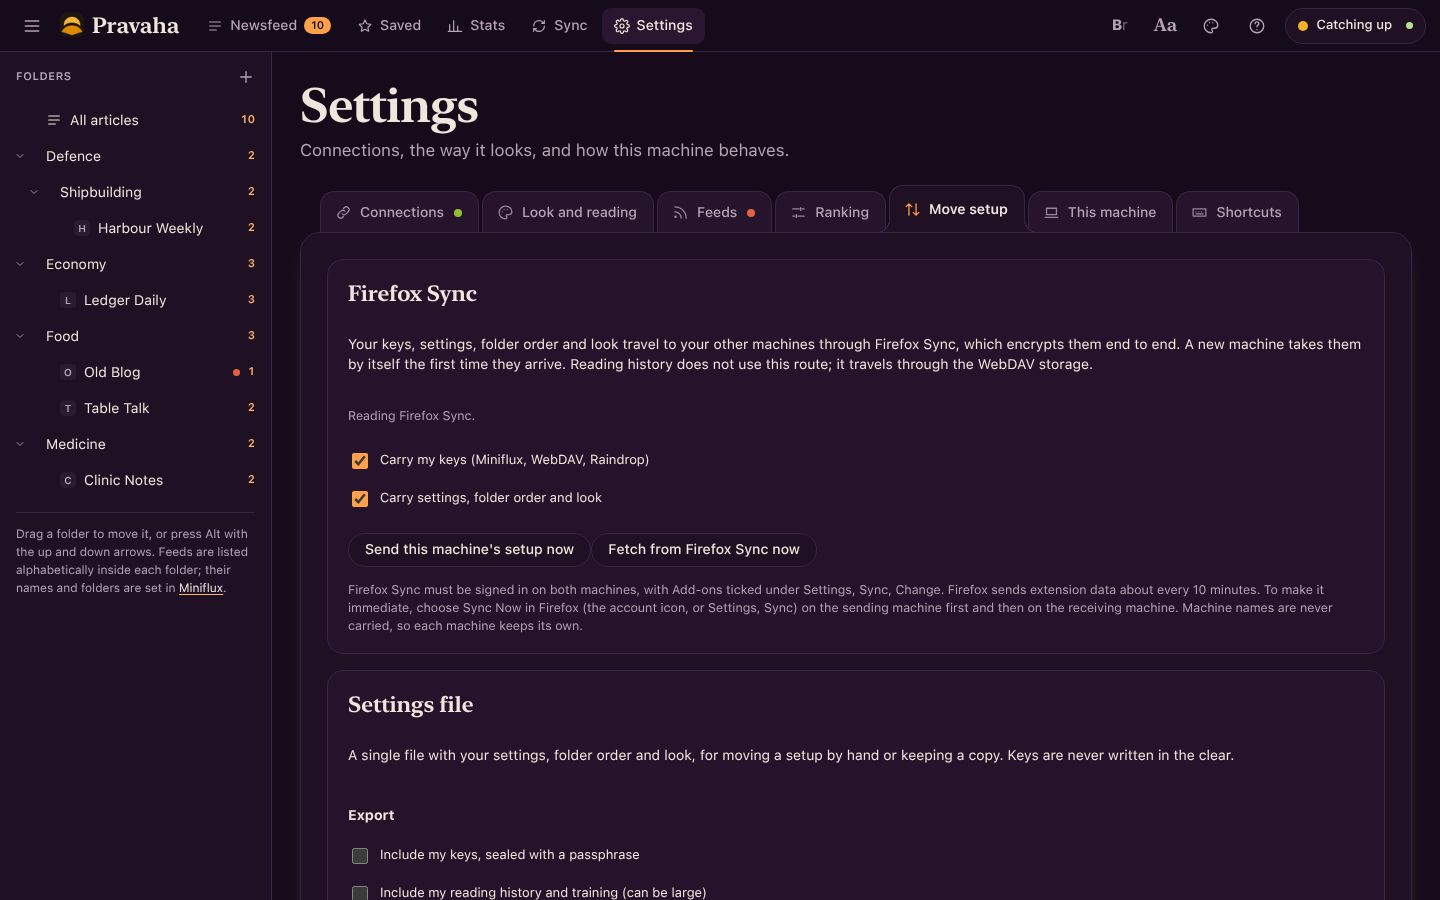 Pravaha
Newsfeed 10
Saved
Stats
Sync
Settings
Br
Aa
Catching up
FOLDERS
All articles 10
Defence 2
Shipbuilding 2
H Harbour Weekly 2
Economy 3
L Ledger Daily 3
Food 3
O Old Blog 1
T Table Talk 2
Medicine 2
C Clinic Notes 2
Drag a folder to move it, or press Alt with
the up and down arrows. Feeds are listed
alphabetically inside each folder; their
names and folders are set in Miniflux.
Settings
Connections, the way it looks, and how this machine behaves.
Connections
Look and reading
Feeds
Ranking
Move setup
This machine
Shortcuts
Firefox Sync
Your keys, settings, folder order and look travel to your other machines through Firefox Sync, which encrypts them end to end. A new machine takes them
by itself the first time they arrive. Reading history does not use this route; it travels through the WebDAV storage.
Reading Firefox Sync.
Carry my keys (Miniflux, WebDAV, Raindrop)
Carry settings, folder order and look
Send this machine's setup now
Fetch from Firefox Sync now
Firefox Sync must be signed in on both machines, with Add-ons ticked under Settings, Sync, Change. Firefox sends extension data about every 10 minutes. To make it
immediate, choose Sync Now in Firefox (the account icon, or Settings, Sync) on the sending machine first and then on the receiving machine. Machine names are never
carried, so each machine keeps its own.
Settings file
A single file with your settings, folder order and look, for moving a setup by hand or keeping a copy. Keys are never written in the clear.
Export
Include my keys, sealed with a passphrase
Include my reading history and training (can be large)